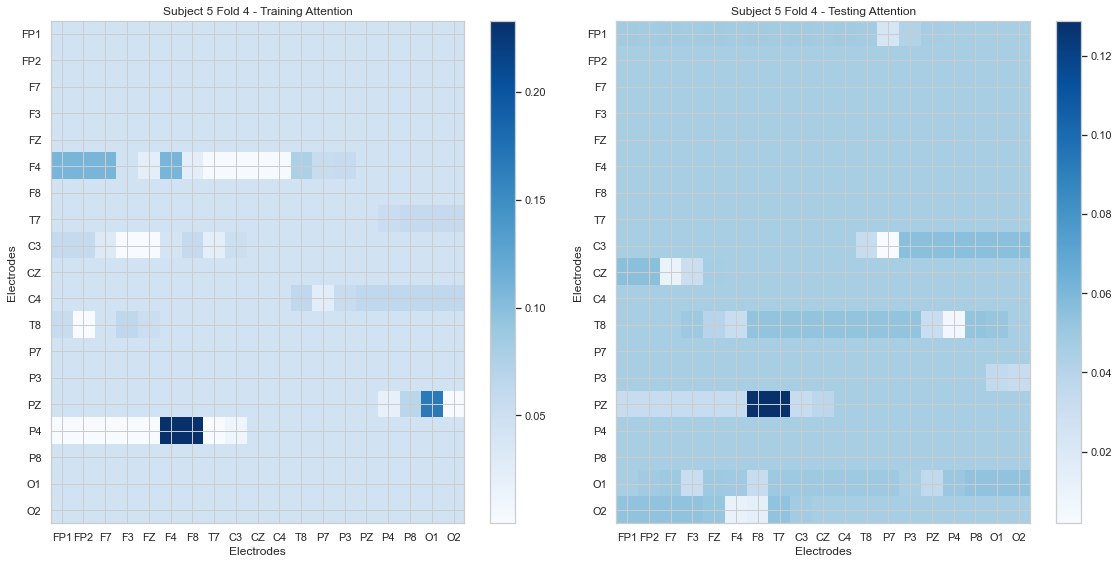 Subject 5 Fold 4 - Training Attention
Electrodes
FP1
FP2
F7
F3
FZ
F4
F8
T7
C3
CZ
C4
T8
P7
P3
PZ
P4
P8
O1
O2
FP1 FP2 F7 F3 FZ F4 F8 T7 C3 CZ C4 T8 P7 P3 PZ P4 P8 O1 O2
Electrodes
0.20
0.15
0.10
0.05
Subject 5 Fold 4 - Testing Attention
Electrodes
FP1
FP2
F7
F3
FZ
F4
F8
T7
C3
CZ
C4
T8
P7
P3
PZ
P4
P8
O1
O2
FP1 FP2 F7 F3 FZ F4 F8 T7 C3 CZ C4 T8 P7 P3 PZ P4 P8 O1 O2
Electrodes
0.12
0.10
0.08
0.06
0.04
0.02